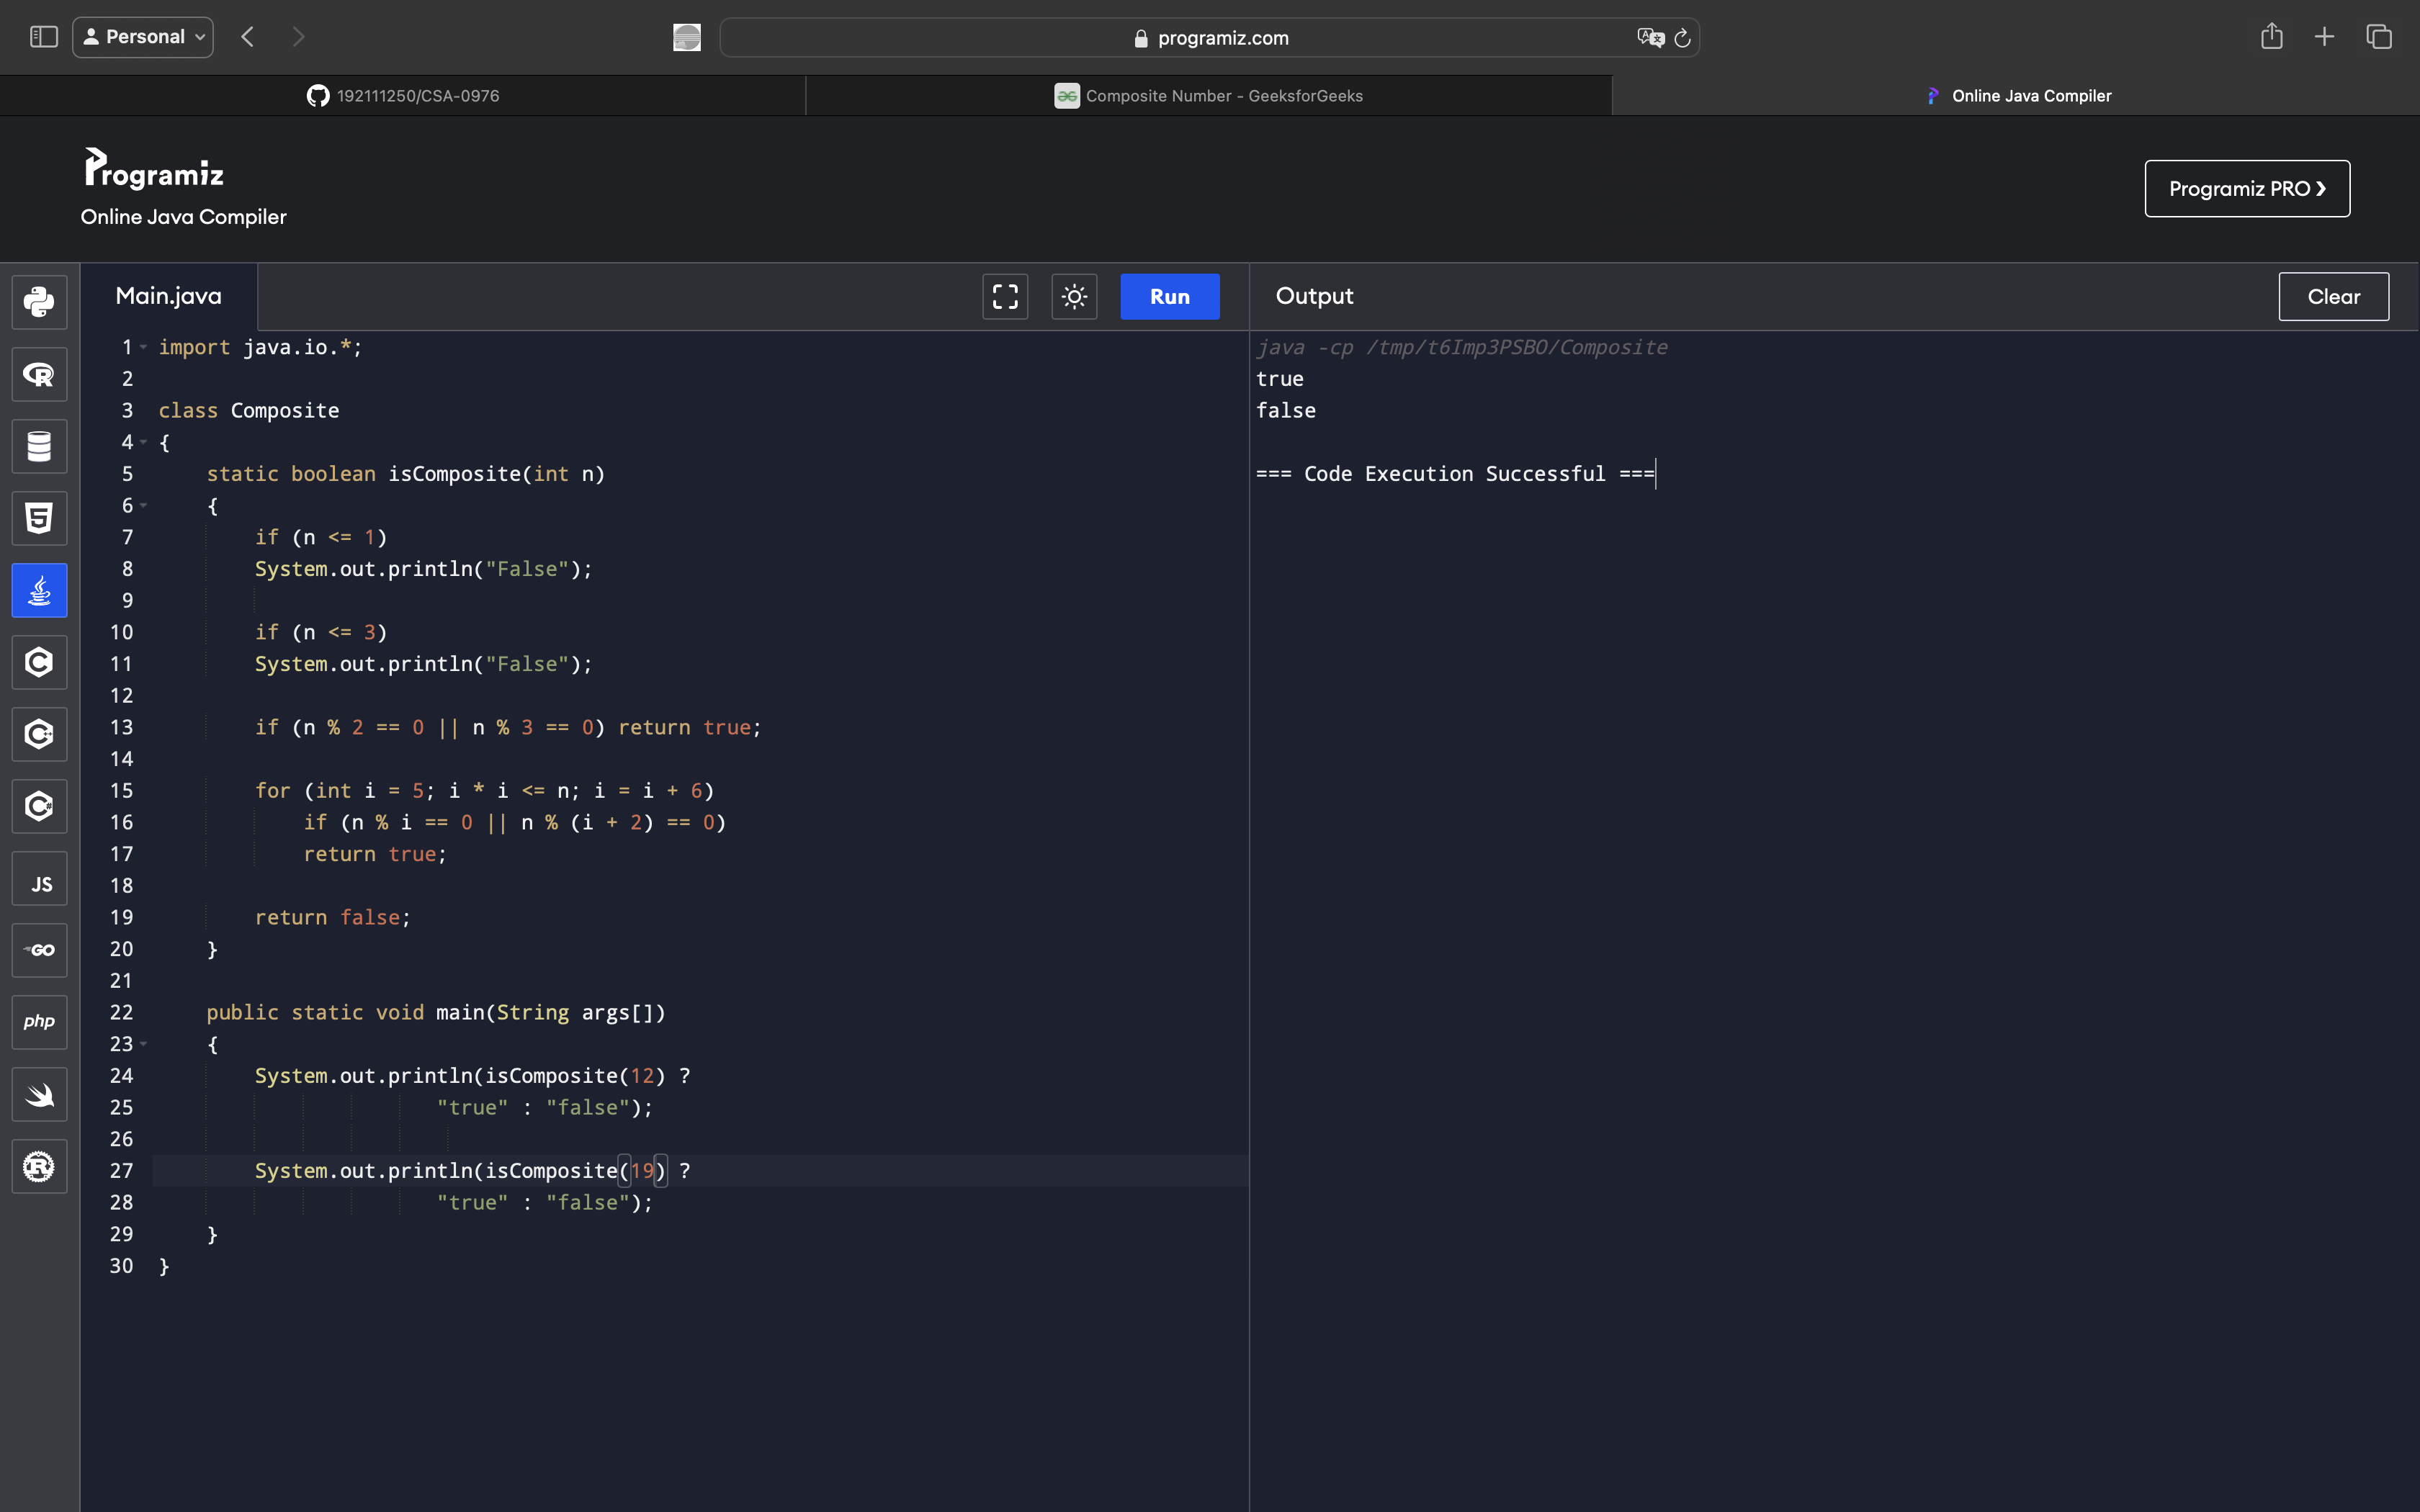 Personal
programiz.com
192111250/CSA-0976
Composite Number - GeeksforGeeks
Online Java Compiler
Programiz
Online Java Compiler
Programiz PRO ❯
Main.java
Run
Output
Clear
1 import java.io.*;
2
3 class Composite
4 {
5     static boolean isComposite(int n)
6     {
7         if (n <= 1)
8         System.out.println("False");
9
10         if (n <= 3)
11         System.out.println("False");
12
13         if (n % 2 == 0 || n % 3 == 0) return true;
14
15         for (int i = 5; i * i <= n; i = i + 6)
16             if (n % i == 0 || n % (i + 2) == 0)
17             return true;
18
19         return false;
20     }
21
22     public static void main(String args[])
23     {
24         System.out.println(isComposite(12) ?
25                        "true" : "false");
26
27         System.out.println(isComposite(19) ?
28                        "true" : "false");
29     }
30 }
java -cp /tmp/t6Imp3PSBO/Composite
true
false
=== Code Execution Successful ===
R
5
C
C++
C#
JS
GO
php
R